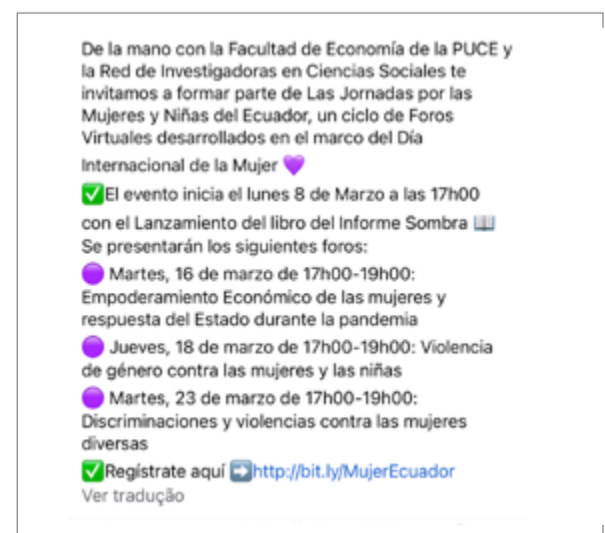 De la mano con la Facultad de Economía de la PUCE y
la Red de Investigadoras en Ciencias Sociales te
invitamos a formar parte de Las Jornadas por las
Mujeres y Niñas del Ecuador, un ciclo de Foros
Virtuales desarrollados en el marco del Día
Internacional de la Mujer 💜
✅El evento inicia el lunes 8 de Marzo a las 17h00
con el Lanzamiento del libro del Informe Sombra 📖
Se presentarán los siguientes foros:
🟣 Martes, 16 de marzo de 17h00-19h00:
Empoderamiento Económico de las mujeres y
respuesta del Estado durante la pandemia
🟣 Jueves, 18 de marzo de 17h00-19h00: Violencia
de género contra las mujeres y las niñas
🟣 Martes, 23 de marzo de 17h00-19h00:
Discriminaciones y violencias contra las mujeres
diversas
✅Regístrate aquí ➡️http://bit.ly/MujerEcuador
Ver tradução